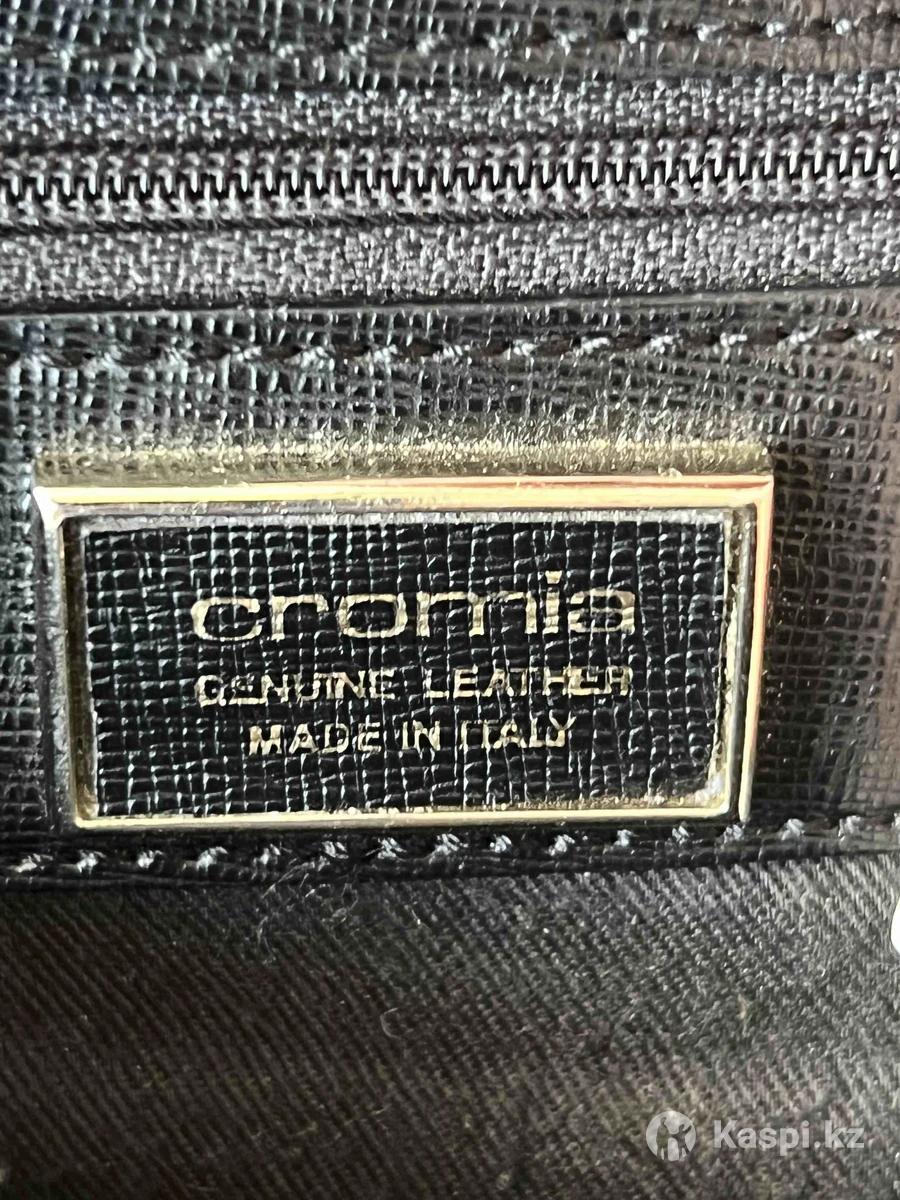 cromia
GENUINE LEATHER
MADE IN ITALY
Kaspi.kz